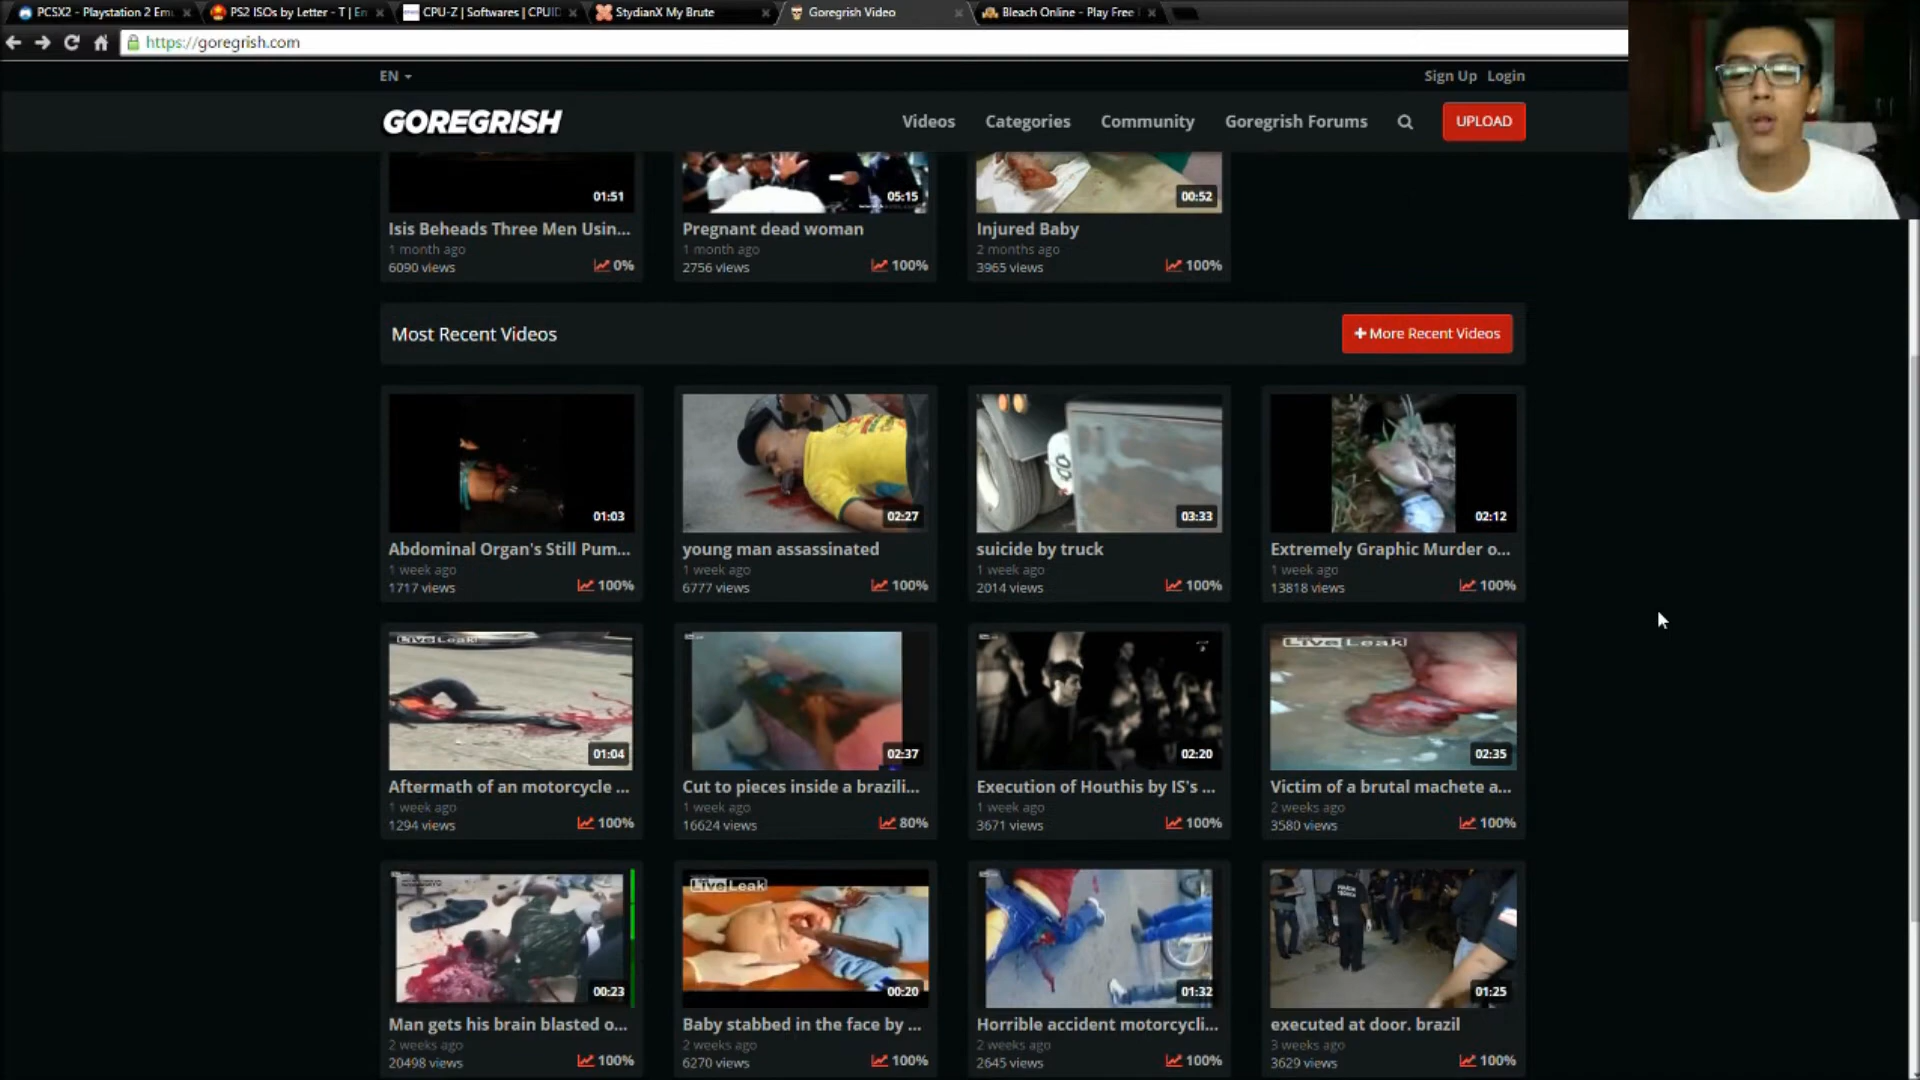 PCSX2 - Playstation 2 Em
PS2 ISOs by Letter - T | En
CPU-Z | Softwares | CPUID
StydianX My Brute
Goregrish Video
Bleach Online - Play Free
https://goregrish.com
EN
Sign Up
Login
GOREGRISH
Videos
Categories
Community
Goregrish Forums
UPLOAD
01:51
05:15
00:52
Isis Beheads Three Men Usin...
Pregnant dead woman
Injured Baby
1 month ago
1 month ago
2 months ago
6090 views
0%
2756 views
100%
3965 views
100%
Most Recent Videos
+ More Recent Videos
01:03
02:27
03:33
02:12
Abdominal Organ's Still Pum...
young man assassinated
suicide by truck
Extremely Graphic Murder o...
1 week ago
1 week ago
1 week ago
1 week ago
1717 views
100%
6777 views
100%
2014 views
100%
13818 views
100%
LiveLeak
LiveLeak
01:04
02:37
02:20
02:35
Aftermath of an motorcycle ...
Cut to pieces inside a brazili...
Execution of Houthis by IS's ...
Victim of a brutal machete a...
1 week ago
1 week ago
1 week ago
2 weeks ago
1294 views
100%
16624 views
80%
3671 views
100%
3580 views
100%
LiveLeak
00:23
00:20
01:32
01:25
Man gets his brain blasted o...
Baby stabbed in the face by ...
Horrible accident motorcycli...
executed at door. brazil
2 weeks ago
2 weeks ago
2 weeks ago
3 weeks ago
20498 views
100%
6270 views
100%
2645 views
100%
3629 views
100%